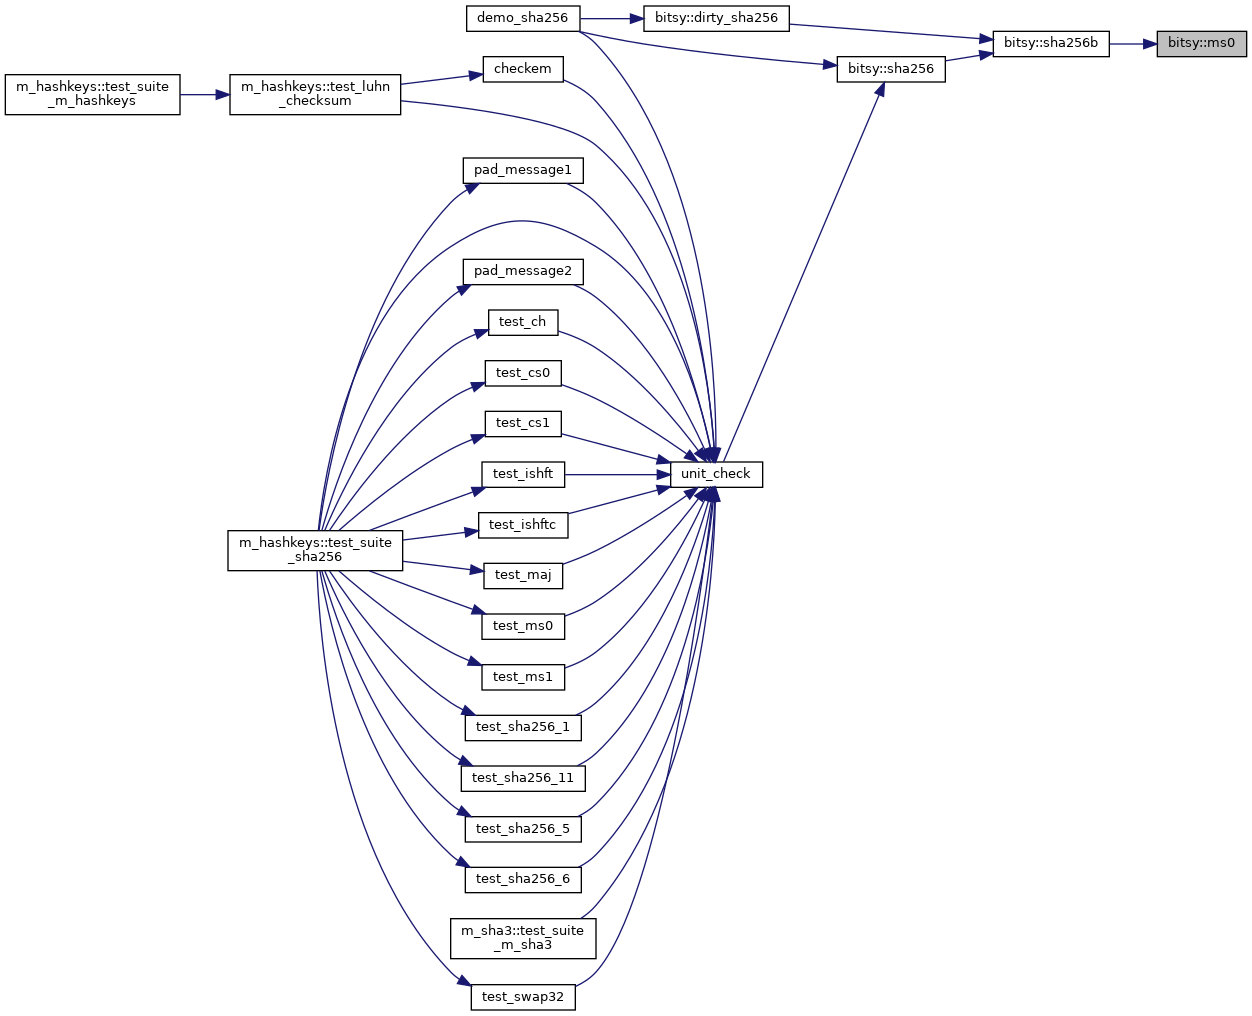 demo_sha256
bitsy::dirty_sha256
bitsy::sha256b
bitsy::ms0
bitsy::sha256
checkem
m_hashkeys::test_suite
_m_hashkeys
m_hashkeys::test_luhn
_checksum
pad_message1
pad_message2
test_ch
test_cs0
test_cs1
test_ishft
unit_check
test_ishftc
m_hashkeys::test_suite
_sha256
test_maj
test_ms0
test_ms1
test_sha256_1
test_sha256_11
test_sha256_5
test_sha256_6
m_sha3::test_suite
_m_sha3
test_swap32